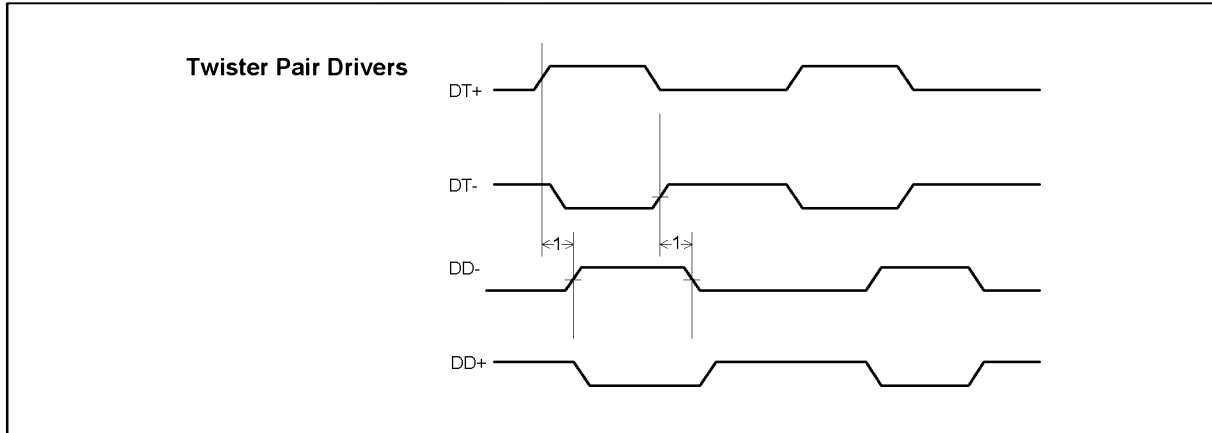 Twister Pair Drivers
DT+
DT-
1
1
DD-
DD+